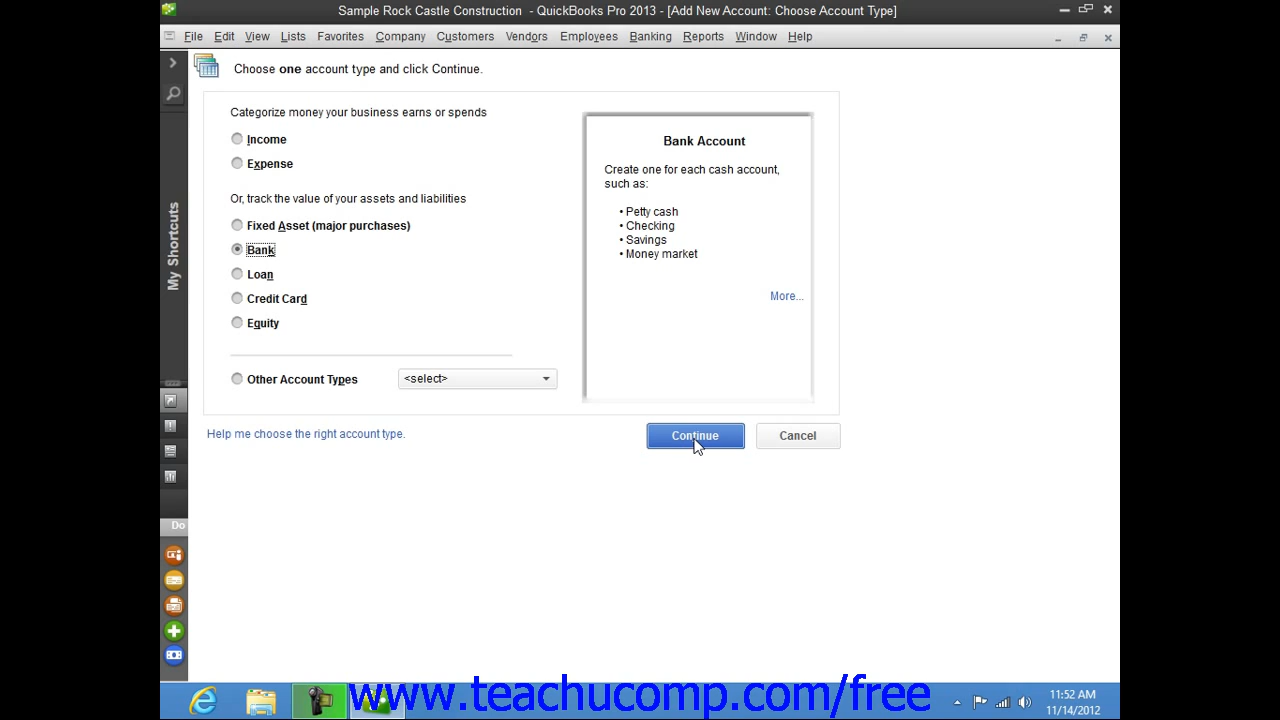 Sample Rock Castle Construction - QuickBooks Pro 2013 - [Add New Account: Choose Account Type]
File Edit View Lists Favorites Company Customers Vendors Employees Banking Reports Window Help
Choose one account type and click Continue.
Categorize money your business earns or spends
Income
Expense
Or, track the value of your assets and liabilities
Fixed Asset (major purchases)
Bank
Loan
Credit Card
Equity
Other Account Types <select>
Bank Account
Create one for each cash account,
such as:
• Petty cash
• Checking
• Savings
• Money market
More...
Help me choose the right account type.
Continue Cancel
My Shortcuts
Do
www.teachucomp.com/free
11:52 AM
11/14/2012